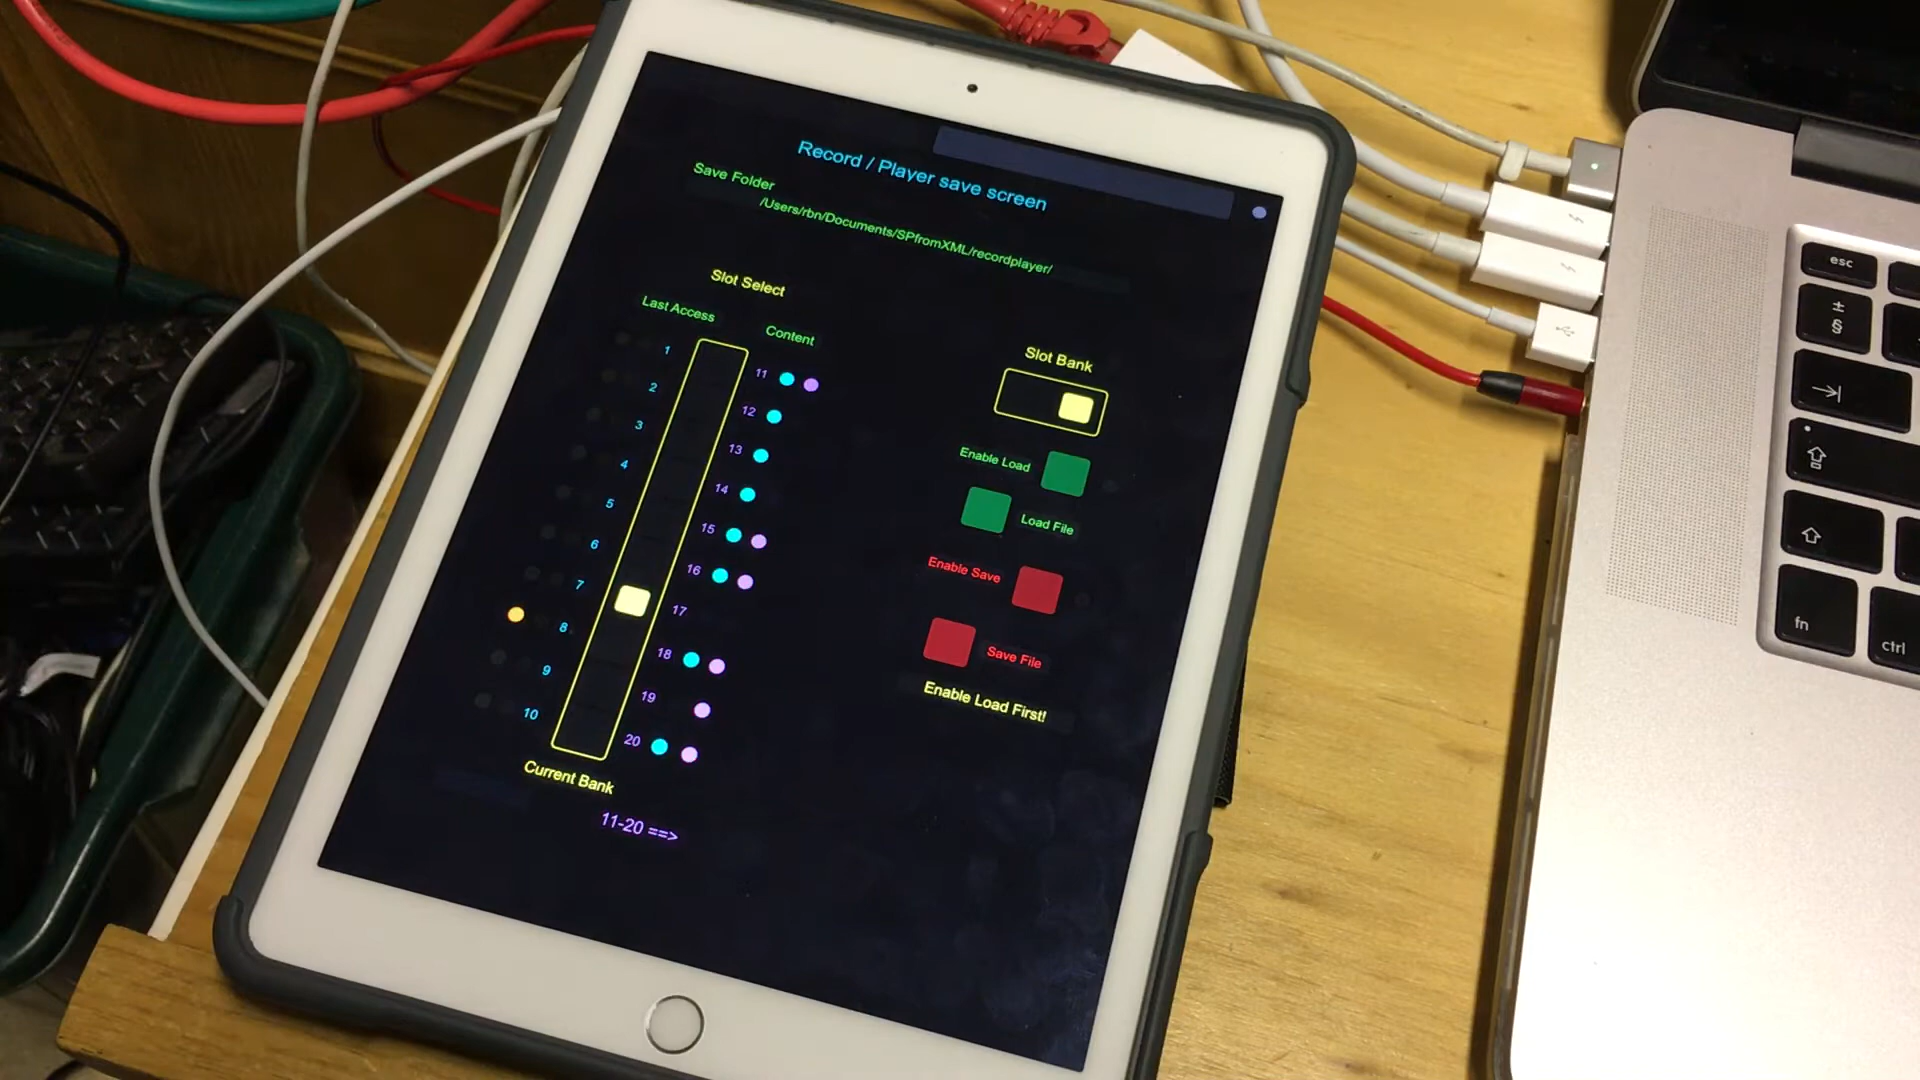 Record / Player save screen
Save Folder
/Users/rbn/Documents/SPfromXML/recordplayer/
Slot Select
Last Access
Content
1
2
3
4
5
6
7
8
9
10
11
12
13
14
15
16
17
18
19
20
Current Bank
11-20 ==>
Slot Bank
Enable Load
Load File
Enable Save
Save File
Enable Load First!
esc
±
§
fn
ctrl